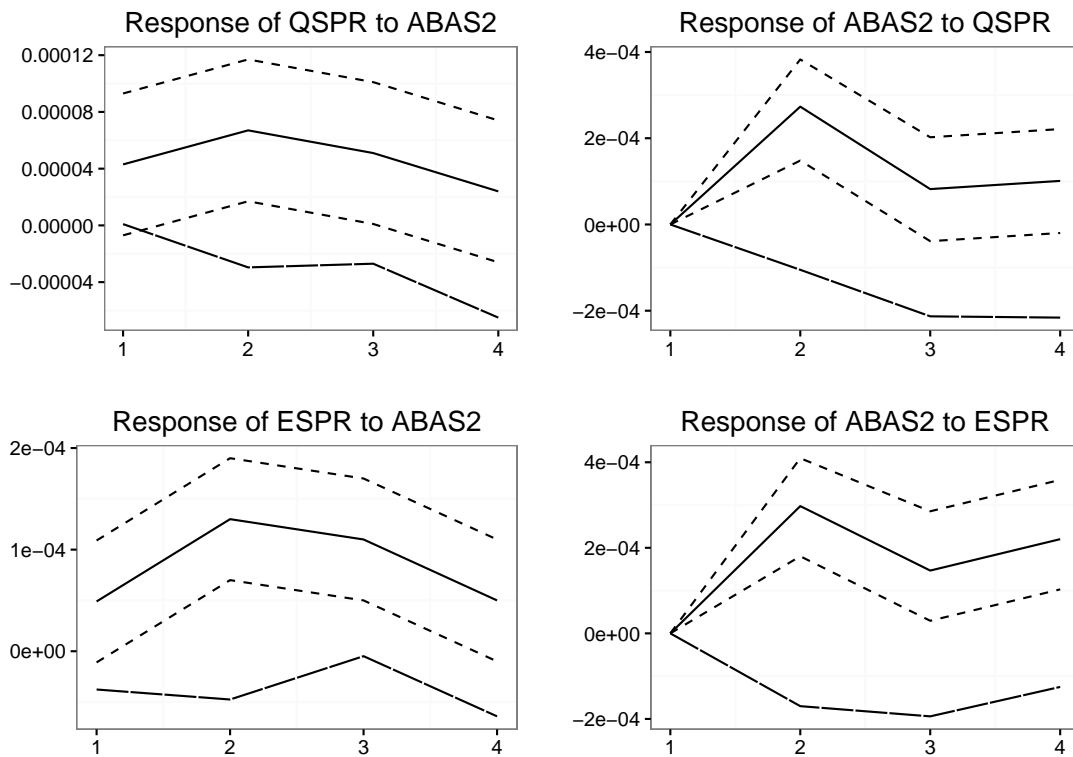 Response of QSPR to ABAS2
0.00012
0.00008
0.00004
0.00000
−0.00004
1 2 3 4
Response of ABAS2 to QSPR
4e−04
2e−04
0e+00
−2e−04
1 2 3 4
Response of ESPR to ABAS2
2e−04
1e−04
0e+00
1 2 3 4
Response of ABAS2 to ESPR
4e−04
2e−04
0e+00
−2e−04
1 2 3 4